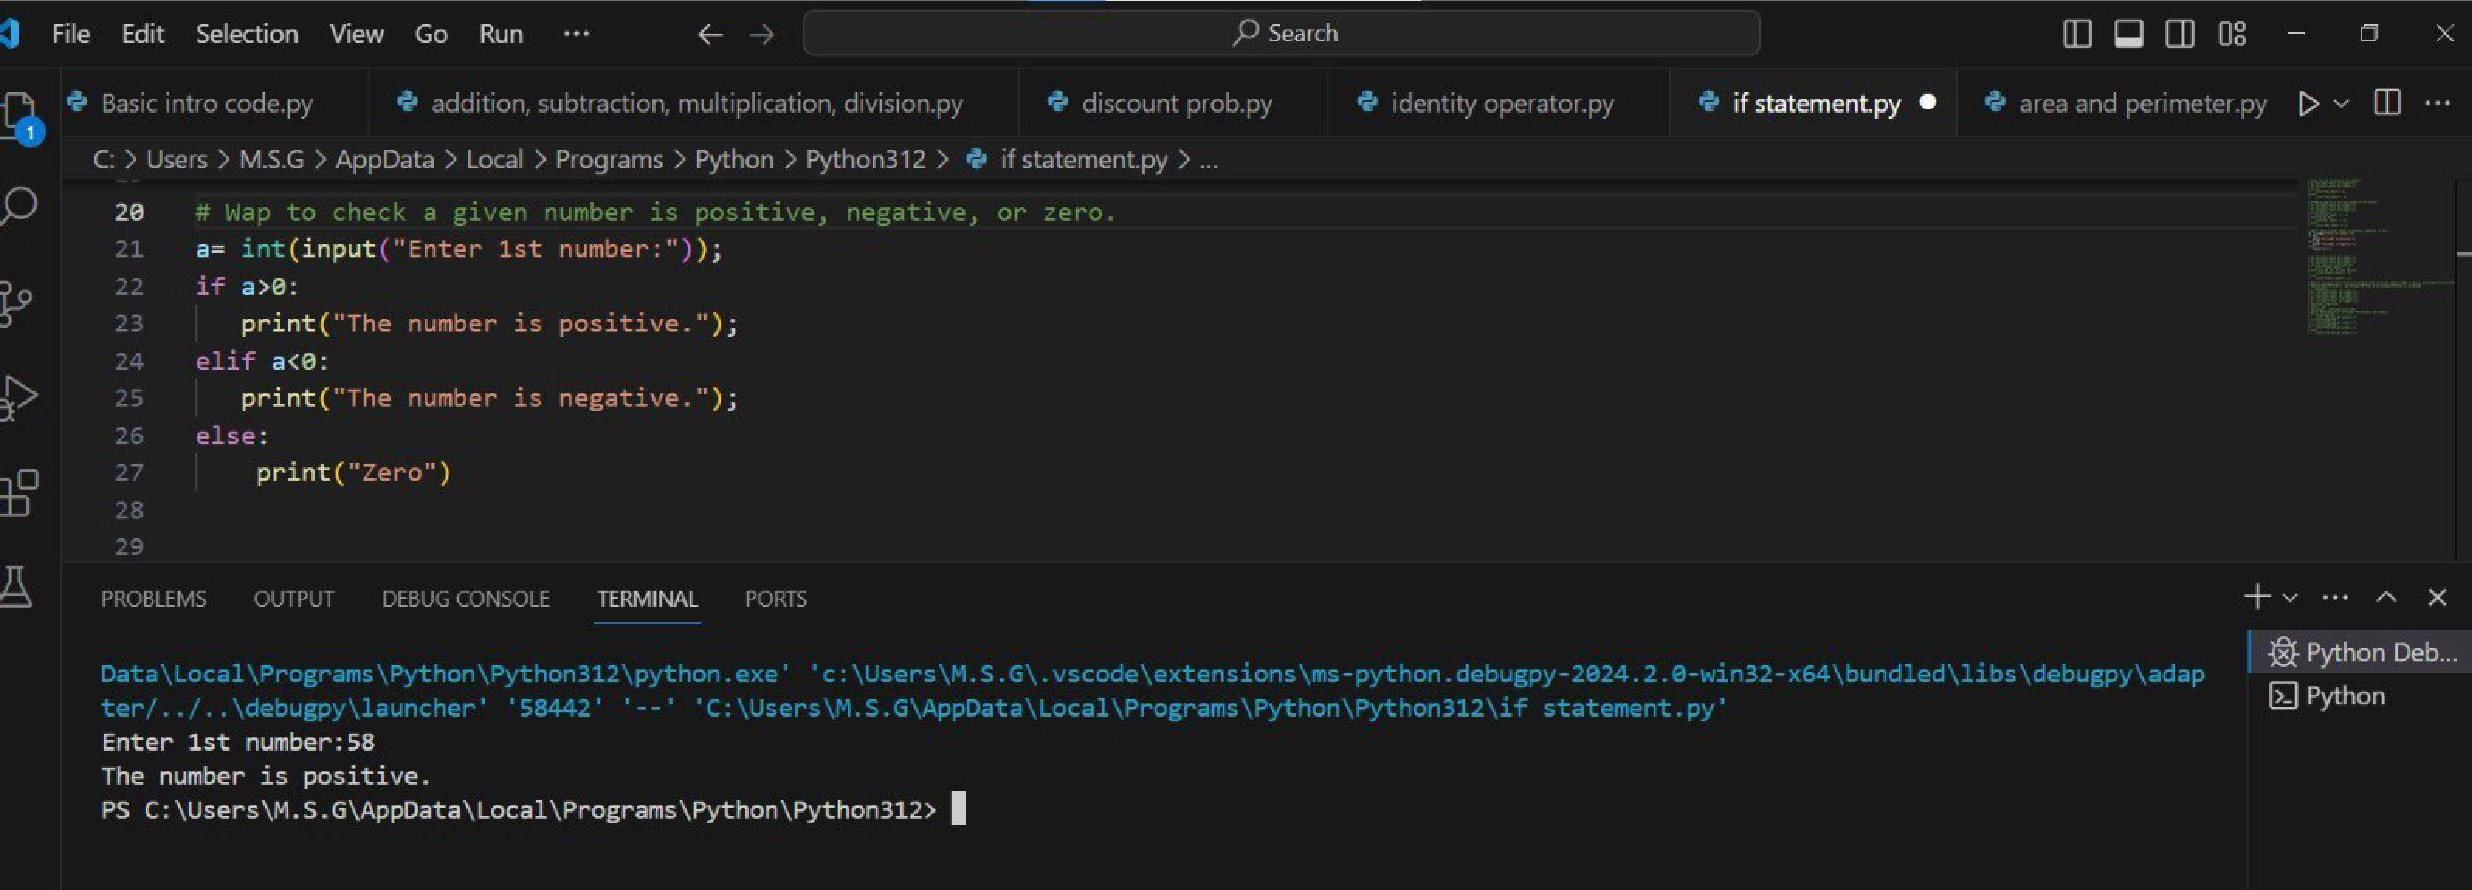 File Edit Selection View Go Run ... Search
Basic intro code.py addition, subtraction, multiplication, division.py discount prob.py identity operator.py if statement.py area and perimeter.py
1
C: > Users > M.S.G > AppData > Local > Programs > Python > Python312 > if statement.py > ...
20 # Wap to check a given number is positive, negative, or zero.
21 a= int(input("Enter 1st number:"));
22 if a>0:
23 print("The number is positive.");
24 elif a<0:
25 print("The number is negative.");
26 else:
27 print("Zero")
28
29
PROBLEMS OUTPUT DEBUG CONSOLE TERMINAL PORTS
Data\Local\Programs\Python\Python312\python.exe' 'c:\Users\M.S.G\.vscode\extensions\ms-python.debugpy-2024.2.0-win32-x64\bundled\libs\debugpy\adap
ter/../..\debugpy\launcher' '58442' '--' 'C:\Users\M.S.G\AppData\Local\Programs\Python\Python312\if statement.py'
Enter 1st number:58
The number is positive.
PS C:\Users\M.S.G\AppData\Local\Programs\Python\Python312>
Python Deb...
Python